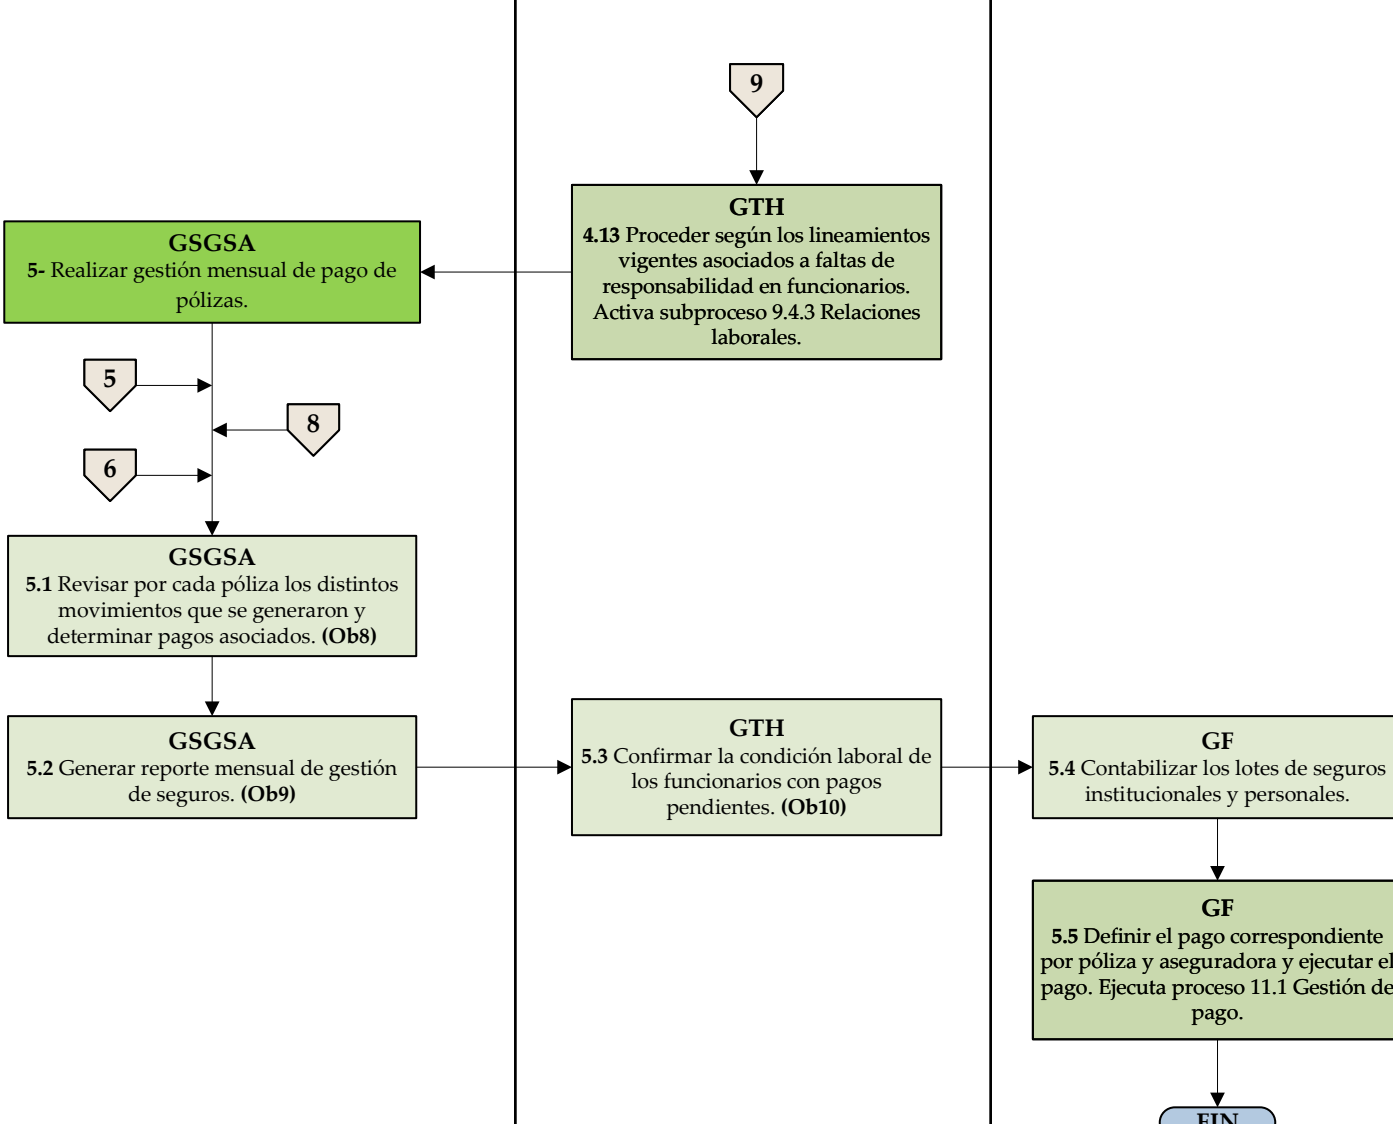 9
GTH
4.13 Proceder según los lineamientos
vigentes asociados a faltas de
responsabilidad en funcionarios.
Activa subproceso 9.4.3 Relaciones
laborales.
GSGSA
5- Realizar gestión mensual de pago de
pólizas.
5
8
6
GSGSA
5.1 Revisar por cada póliza los distintos
movimientos que se generaron y
determinar pagos asociados. (Ob8)
GSGSA
5.2 Generar reporte mensual de gestión
de seguros. (Ob9)
GTH
5.3 Confirmar la condición laboral de
los funcionarios con pagos
pendientes. (Ob10)
GF
5.4 Contabilizar los lotes de seguros
institucionales y personales.
GF
5.5 Definir el pago correspondiente
por póliza y aseguradora y ejecutar el
pago. Ejecuta proceso 11.1 Gestión de
pago.
FIN